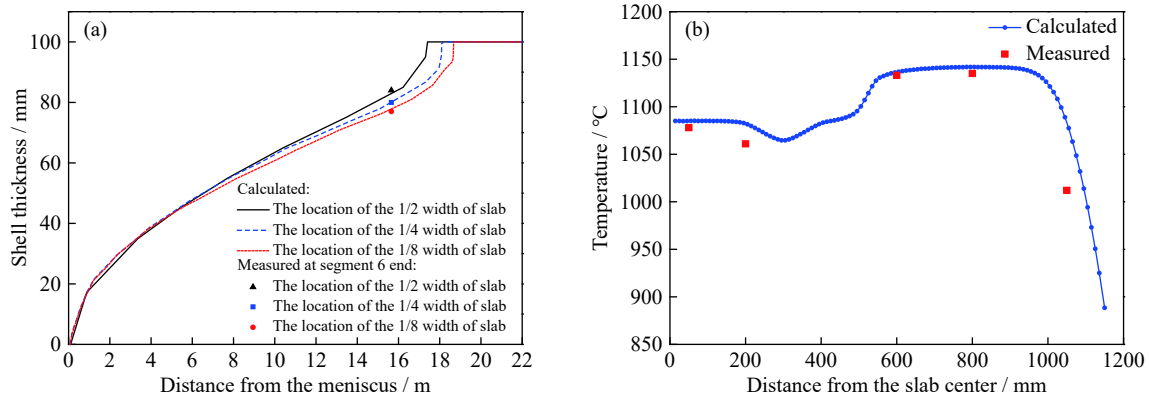 (a)
100
80
60
40
20
0
Shell thickness / mm
Calculated:
The location of the 1/2 width of slab
The location of the 1/4 width of slab
The location of the 1/8 width of slab
Measured at segment 6 end:
The location of the 1/2 width of slab
The location of the 1/4 width of slab
The location of the 1/8 width of slab
0 2 4 6 8 10 12 14 16 18 20 22
Distance from the meniscus / m
(b)
1200
1150
1100
1050
1000
950
900
850
Temperature / °C
Calculated
Measured
0 200 400 600 800 1000 1200
Distance from the slab center / mm